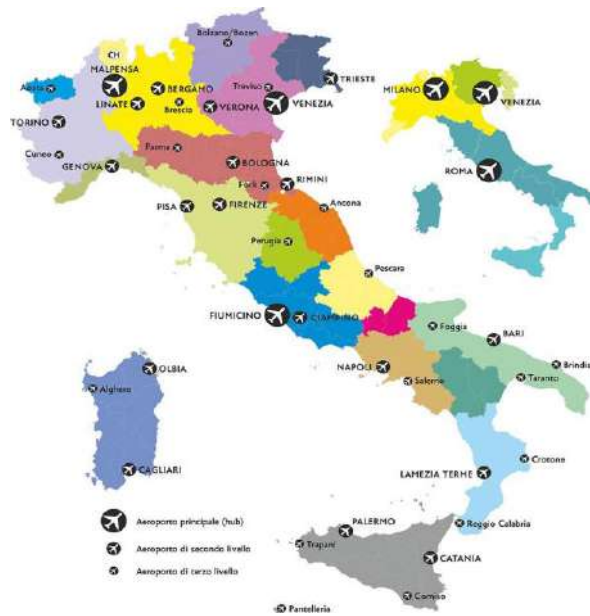 Bolzano/Bozen
CH
MALPENSA
Aosta
BERGAMO
Treviso
TRIESTE
LINATE
Brescia
VERONA
VENEZIA
TORINO
Cuneo
GENOVA
Parma
BOLOGNA
Forlì
RIMINI
PISA
FIRENZE
Ancona
Perugia
Pescara
FIUMICINO
CIAMPINO
Foggia
BARI
NAPOLI
Salerno
Brindisi
Taranto
OLBIA
Alghero
CAGLIARI
LAMEZIA TERME
Crotone
Reggio Calabria
PALERMO
Trapani
CATANIA
Comiso
Pantelleria
MILANO
VENEZIA
ROMA
Aeroporto principale (hub)
Aeroporto di secondo livello
Aeroporto di terzo livello